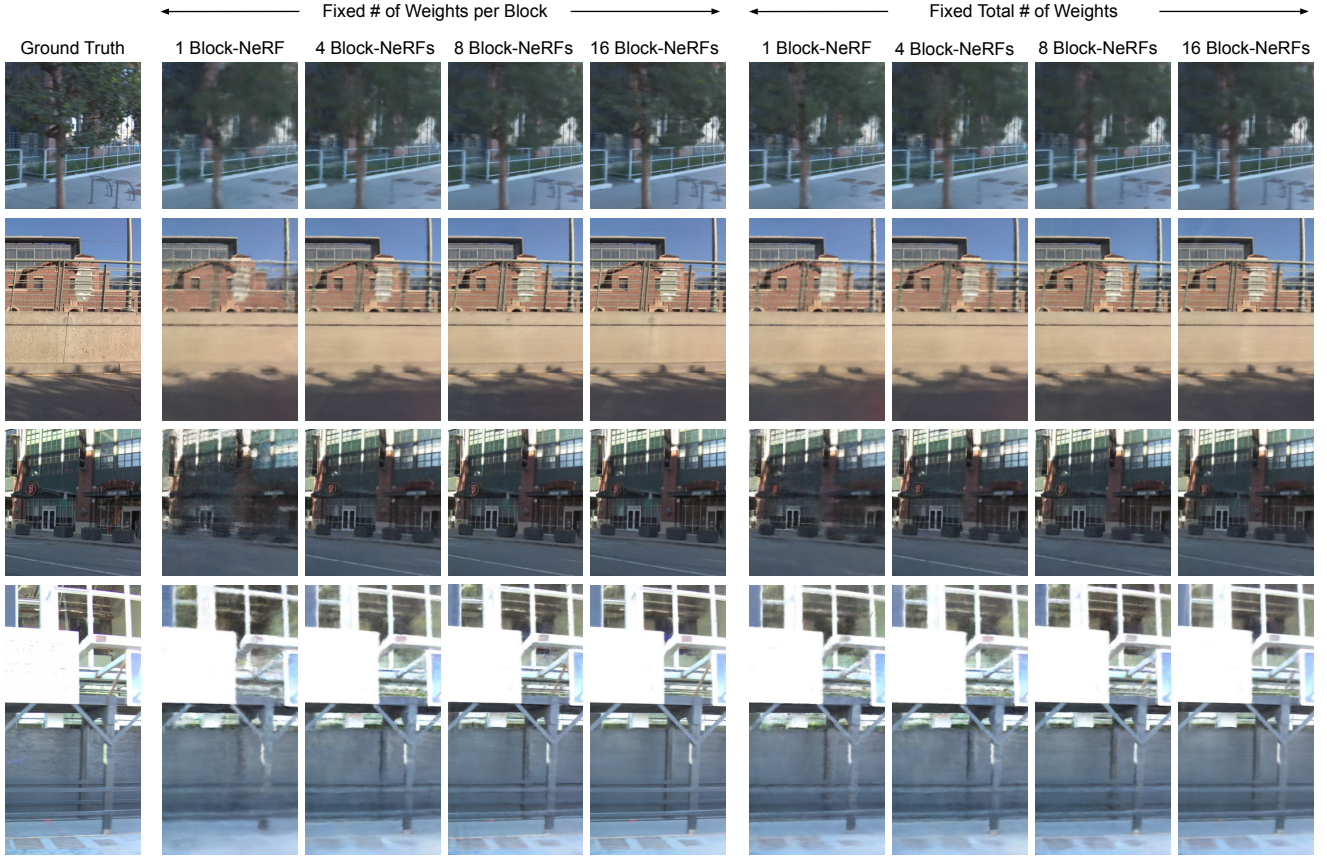 Fixed # of Weights per Block
Fixed Total # of Weights
Ground Truth
1 Block-NeRF
4 Block-NeRFs
8 Block-NeRFs
16 Block-NeRFs
1 Block-NeRF
4 Block-NeRFs
8 Block-NeRFs
16 Block-NeRFs